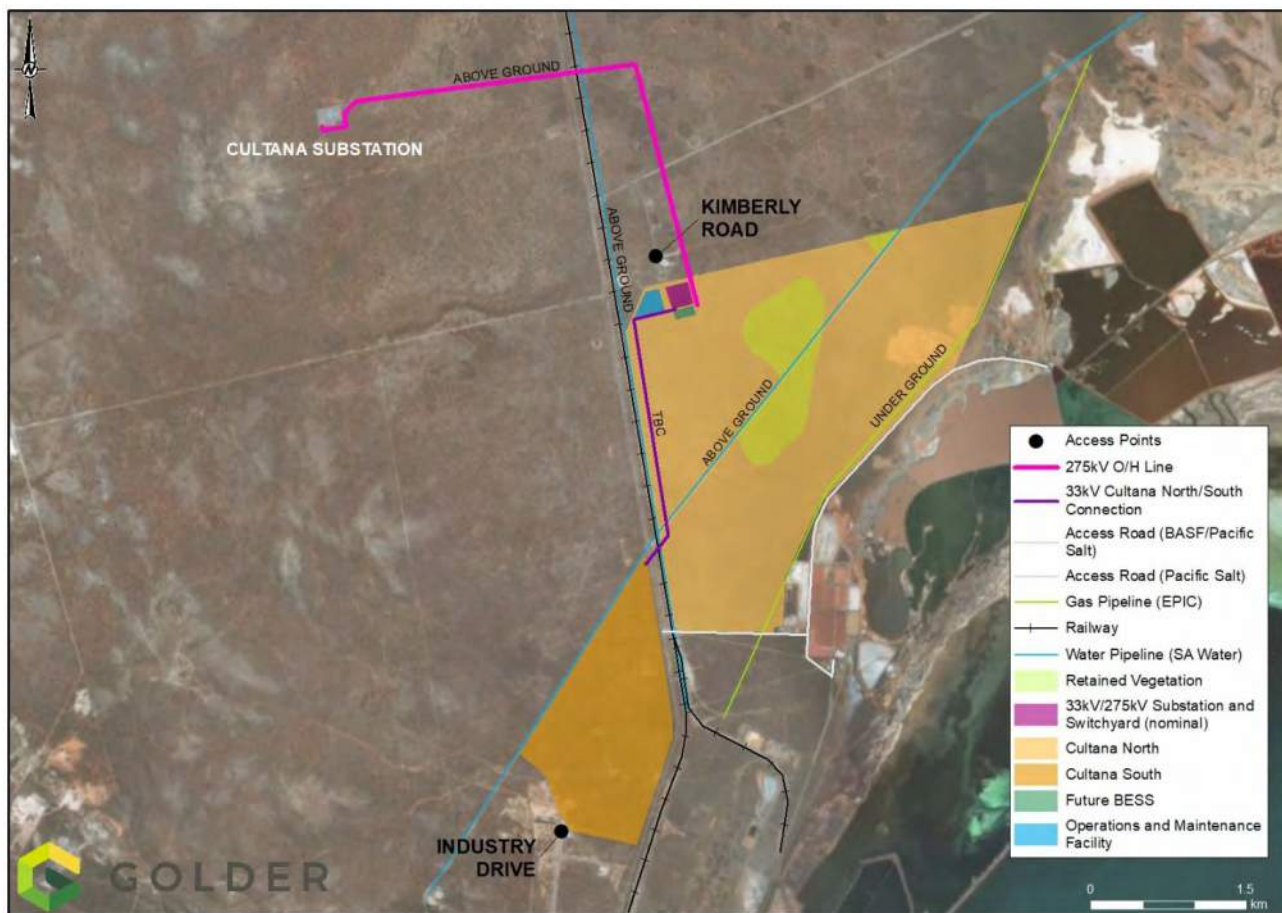 N
ABOVE GROUND
CULTANA SUBSTATION
ABOVE GROUND
KIMBERLY
ROAD
TBC
ABOVE GROUND
UNDER GROUND
INDUSTRY
DRIVE
Access Points
275kV O/H Line
33kV Cultana North/South
Connection
Access Road (BASF/Pacific
Salt)
Access Road (Pacific Salt)
Gas Pipeline (EPIC)
Railway
Water Pipeline (SA Water)
Retained Vegetation
33kV/275kV Substation and
Switchyard (nominal)
Cultana North
Cultana South
Future BESS
Operations and Maintenance
Facility
GOLDER
0 1.5
km